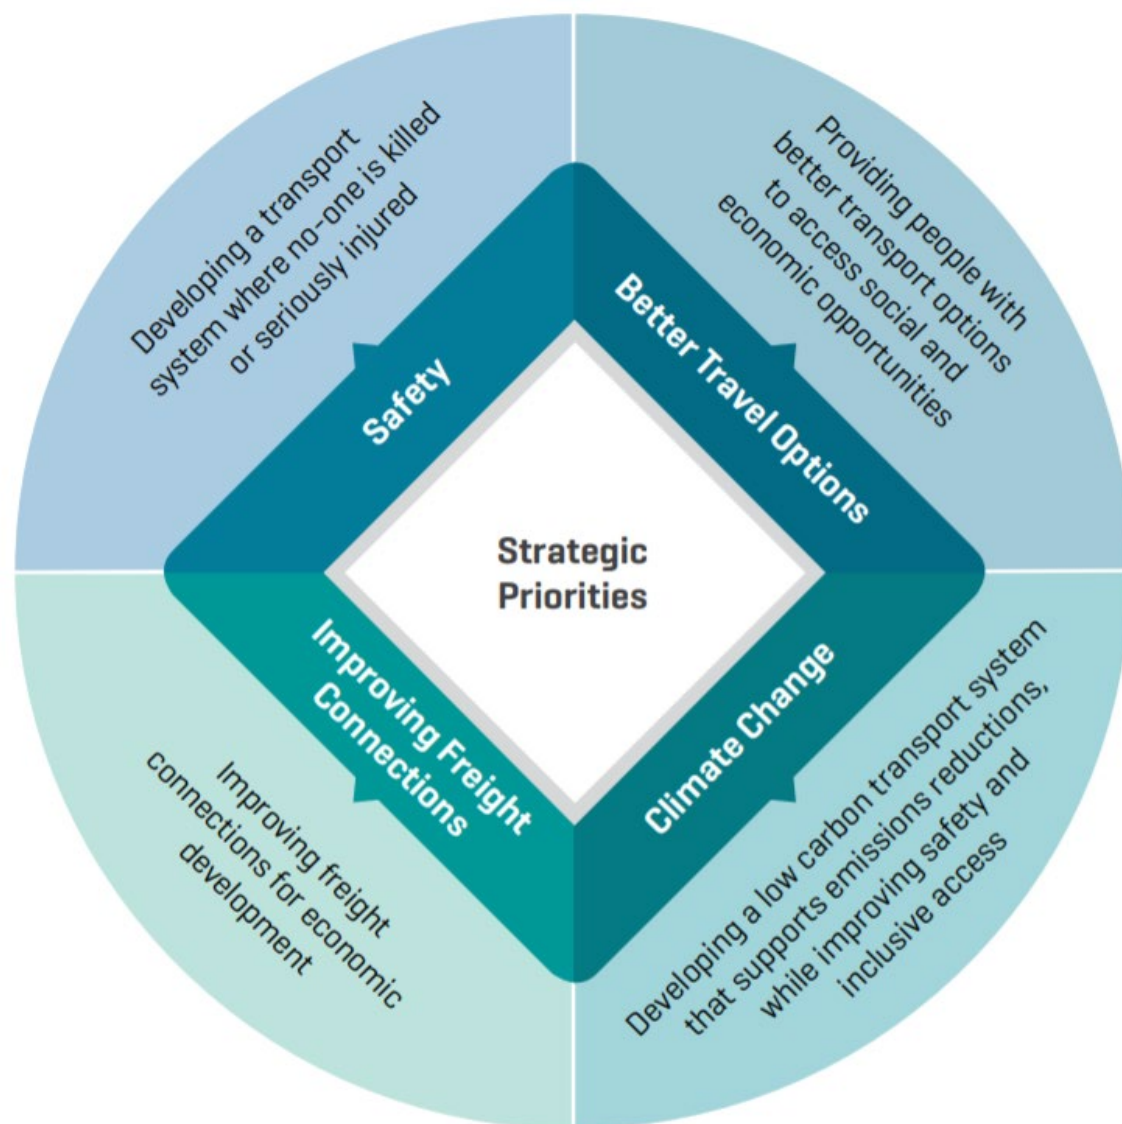 Developing a transport
system where no-one is killed
or seriously injured
Safety
Providing people with
better transport options
to access social and
economic opportunities
Better Travel Options
Strategic
Priorities
Improving Freight
Connections
Improving freight
connections for economic
development
Climate Change
Developing a low carbon transport system
that supports emissions reductions,
while improving safety and
inclusive access